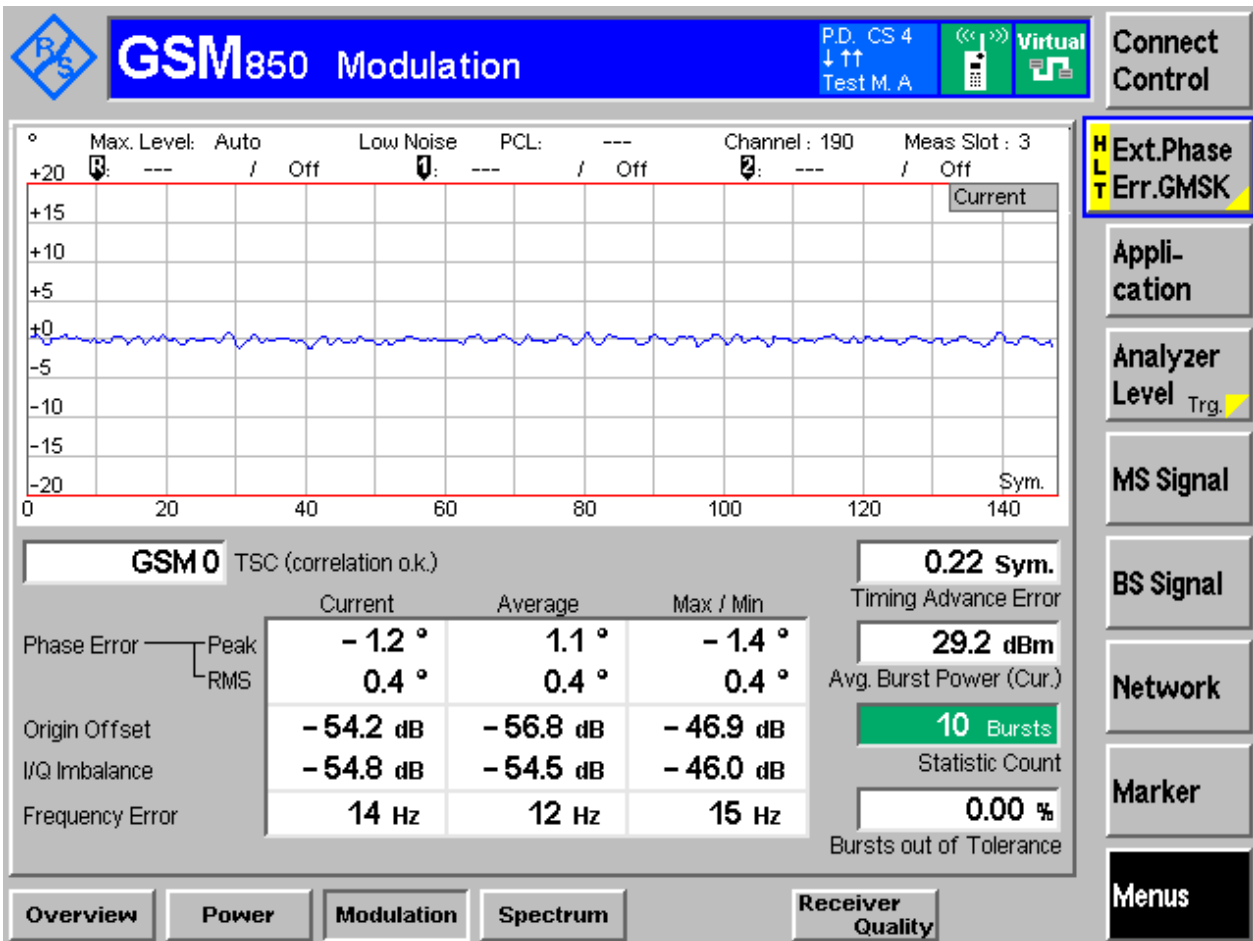 R/S
GSM850 Modulation
P.D. CS 4
↓ ↑↑
Test M. A
Virtual
Connect
Control
° Max. Level: Auto Low Noise PCL: --- Channel : 190 Meas Slot : 3
R: --- / Off 1: --- / Off 2: --- / Off
+20
Current
+15
+10
+5
±0
-5
-10
-15
-20
Sym.
0 20 40 60 80 100 120 140
HLT
Ext.Phase
Err.GMSK
Appli-
cation
Analyzer
Level Trg.
MS Signal
BS Signal
Network
Marker
Menus
GSM 0 TSC (correlation o.k.)
0.22 Sym.
Timing Advance Error
Current Average Max / Min
Phase Error Peak – 1.2 ° 1.1 ° – 1.4 °
RMS 0.4 ° 0.4 ° 0.4 °
29.2 dBm
Avg. Burst Power (Cur.)
Origin Offset – 54.2 dB – 56.8 dB – 46.9 dB
I/Q Imbalance – 54.8 dB – 54.5 dB – 46.0 dB
10 Bursts
Statistic Count
Frequency Error 14 Hz 12 Hz 15 Hz
0.00 %
Bursts out of Tolerance
Overview Power Modulation Spectrum Receiver
Quality